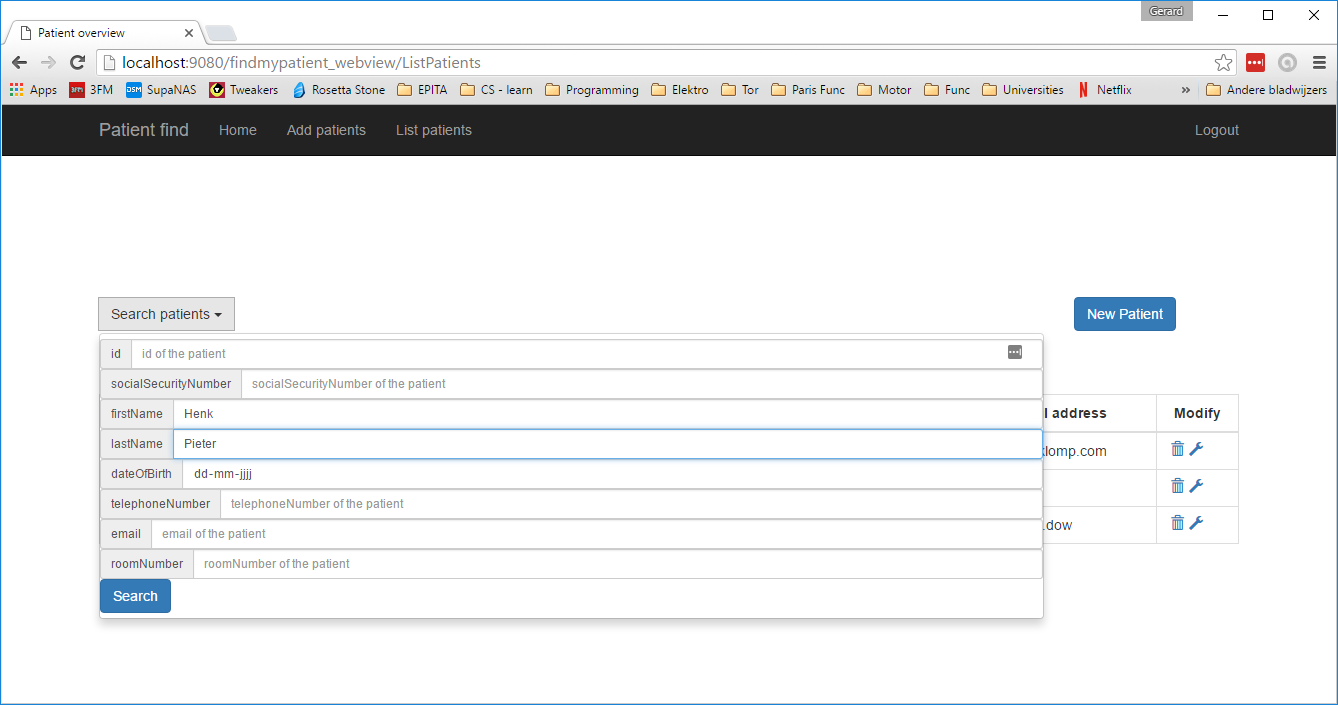 Gerard
Patient overview
localhost:9080/findmypatient_webview/ListPatients
Apps 3FM SupaNAS Tweakers Rosetta Stone EPITA CS - learn Programming Elektro Tor Paris Func Motor Func Universities Netflix » Andere bladwijzers
Patient find Home Add patients List patients Logout
Search patients New Patient
id id of the patient
socialSecurityNumber socialSecurityNumber of the patient
firstName Henk l address Modify
lastName Pieter klomp.com
dateOfBirth dd-mm-jjjj
telephoneNumber telephoneNumber of the patient
email email of the patient .dow
roomNumber roomNumber of the patient
Search